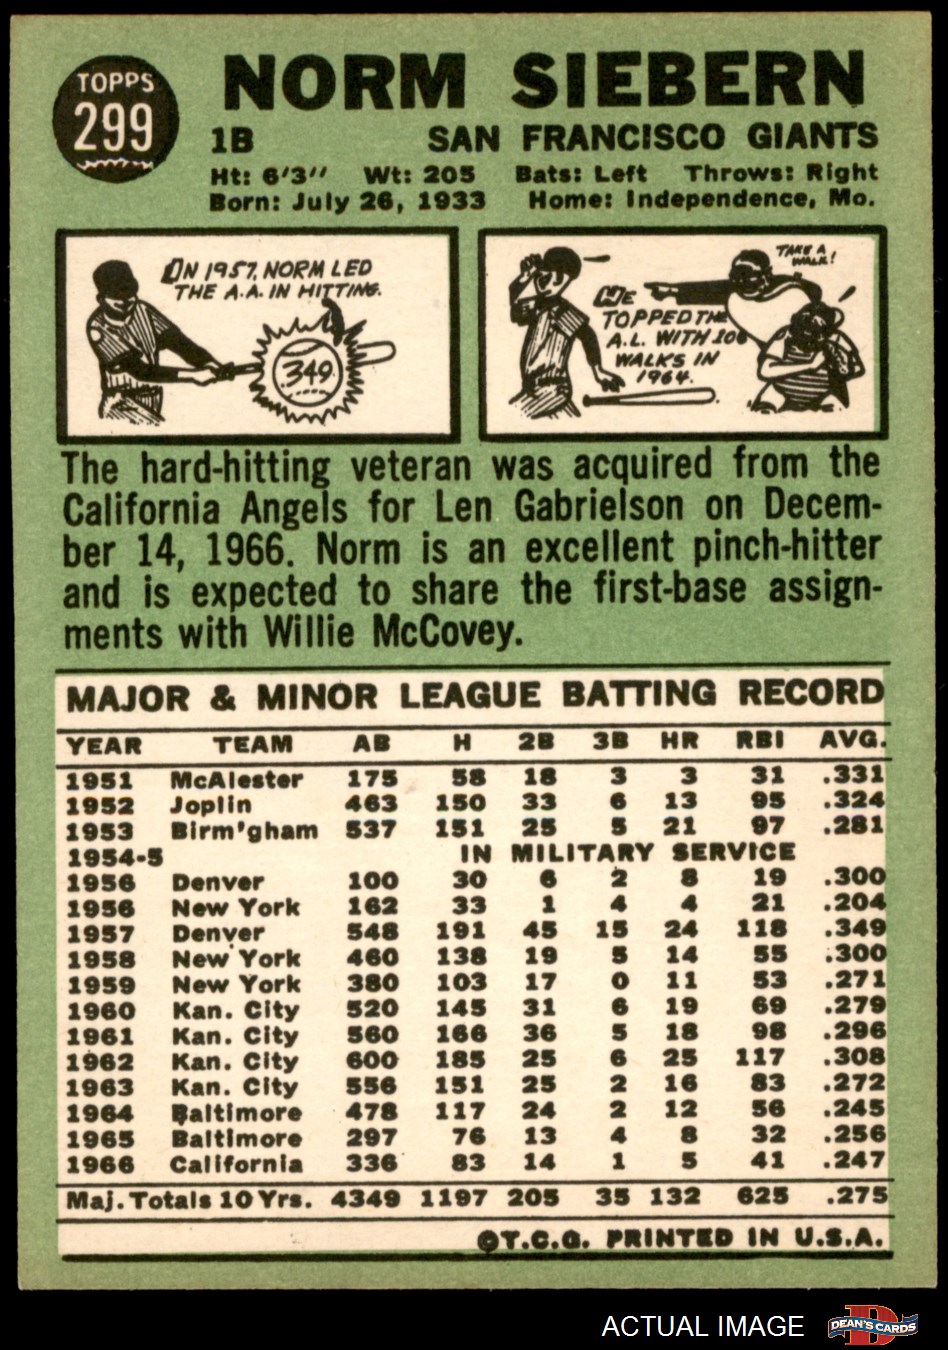 TOPPS
299
NORM SIEBERN
1B SAN FRANCISCO GIANTS
Ht: 6'3" Wt: 205 Bats: Left Throws: Right
Born: July 26, 1933 Home: Independence, Mo.
IN 1957, NORM LED
THE A.A. IN HITTING.
349
TAKE A
WALK!
HE
TOPPED THE
A.L. WITH 106
WALKS IN
1964.
The hard-hitting veteran was acquired from the
California Angels for Len Gabrielson on Decem-
ber 14, 1966. Norm is an excellent pinch-hitter
and is expected to share the first-base assign-
ments with Willie McCovey.
MAJOR & MINOR LEAGUE BATTING RECORD
YEAR TEAM AB H 2B 3B HR RBI AVG.
1951 McAlester 175 58 18 3 3 31 .331
1952 Joplin 463 150 33 6 13 95 .324
1953 Birm'gham 537 151 25 5 21 97 .281
1954-5 IN MILITARY SERVICE
1956 Denver 100 30 6 2 8 19 .300
1956 New York 162 33 1 4 4 21 .204
1957 Denver 548 191 45 15 24 118 .349
1958 New York 460 138 19 5 14 55 .300
1959 New York 380 103 17 0 11 53 .271
1960 Kan. City 520 145 31 6 19 69 .279
1961 Kan. City 560 166 36 5 18 98 .296
1962 Kan. City 600 185 25 6 25 117 .308
1963 Kan. City 556 151 25 2 16 83 .272
1964 Baltimore 478 117 24 2 12 56 .245
1965 Baltimore 297 76 13 4 8 32 .256
1966 California 336 83 14 1 5 41 .247
Maj. Totals 10 Yrs. 4349 1197 205 35 132 625 .275
©T.C.G. PRINTED IN U.S.A.
ACTUAL IMAGE
D
DEAN'S CARDS